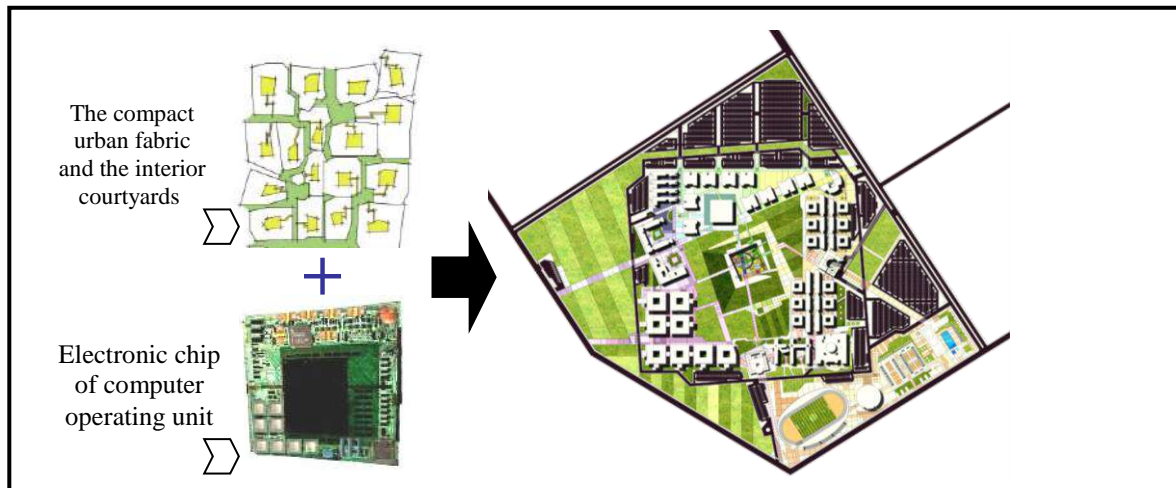 The compact
urban fabric
and the interior
courtyards
+
Electronic chip
of computer
operating unit